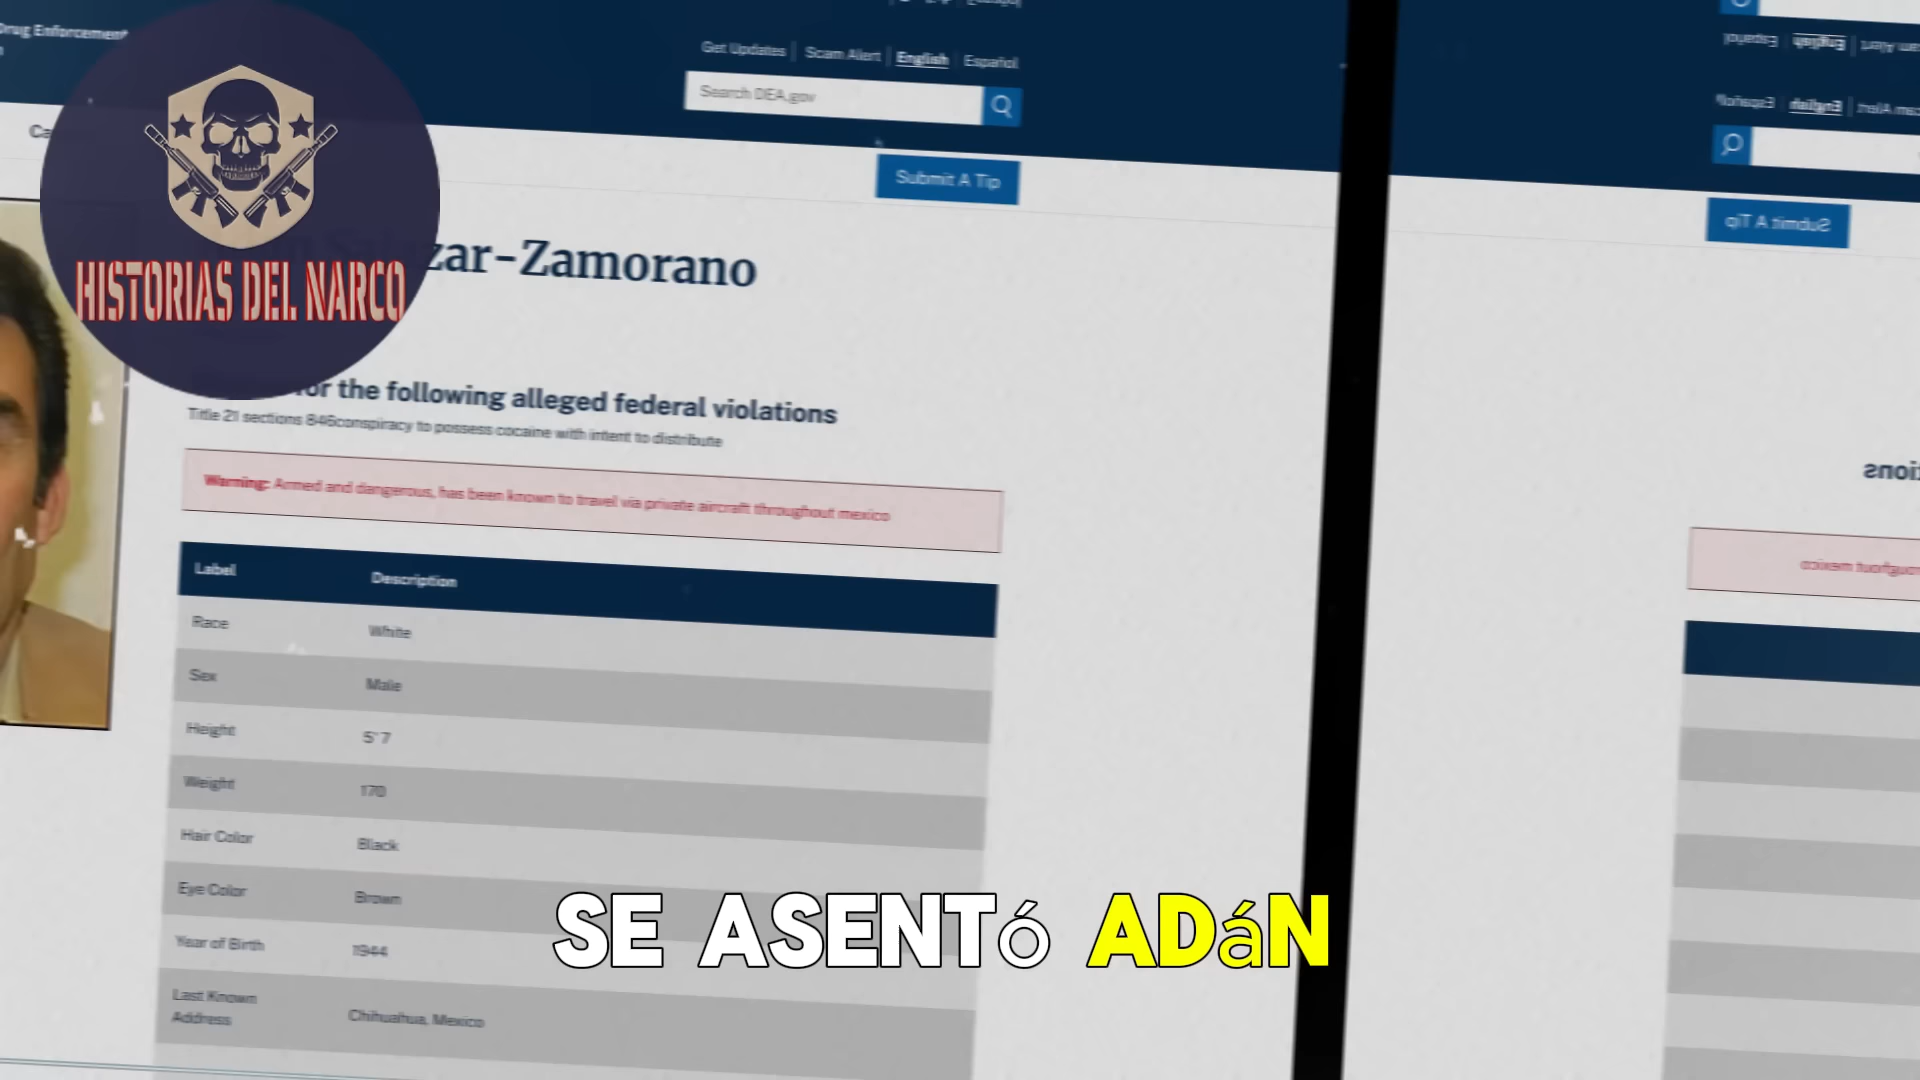 Drug Enforcement
Get Updates | Scam Alert | English | Español
Search DEA.gov
Submit A Tip
HISTORIAS DEL NARCO
zar-Zamorano
or the following alleged federal violations
Title 21 sections 846conspiracy to possess cocaine with intent to distribute
Warning: Armed and dangerous, has been known to travel via private aircraft throughout mexico
Label Description
Race White
Sex Male
Height 5' 7
Weight 170
Hair Color Black
Eye Color Brown
Year of Birth 1944
Last Known
Address Chihuahua, Mexico
SE ASENTó ADáN